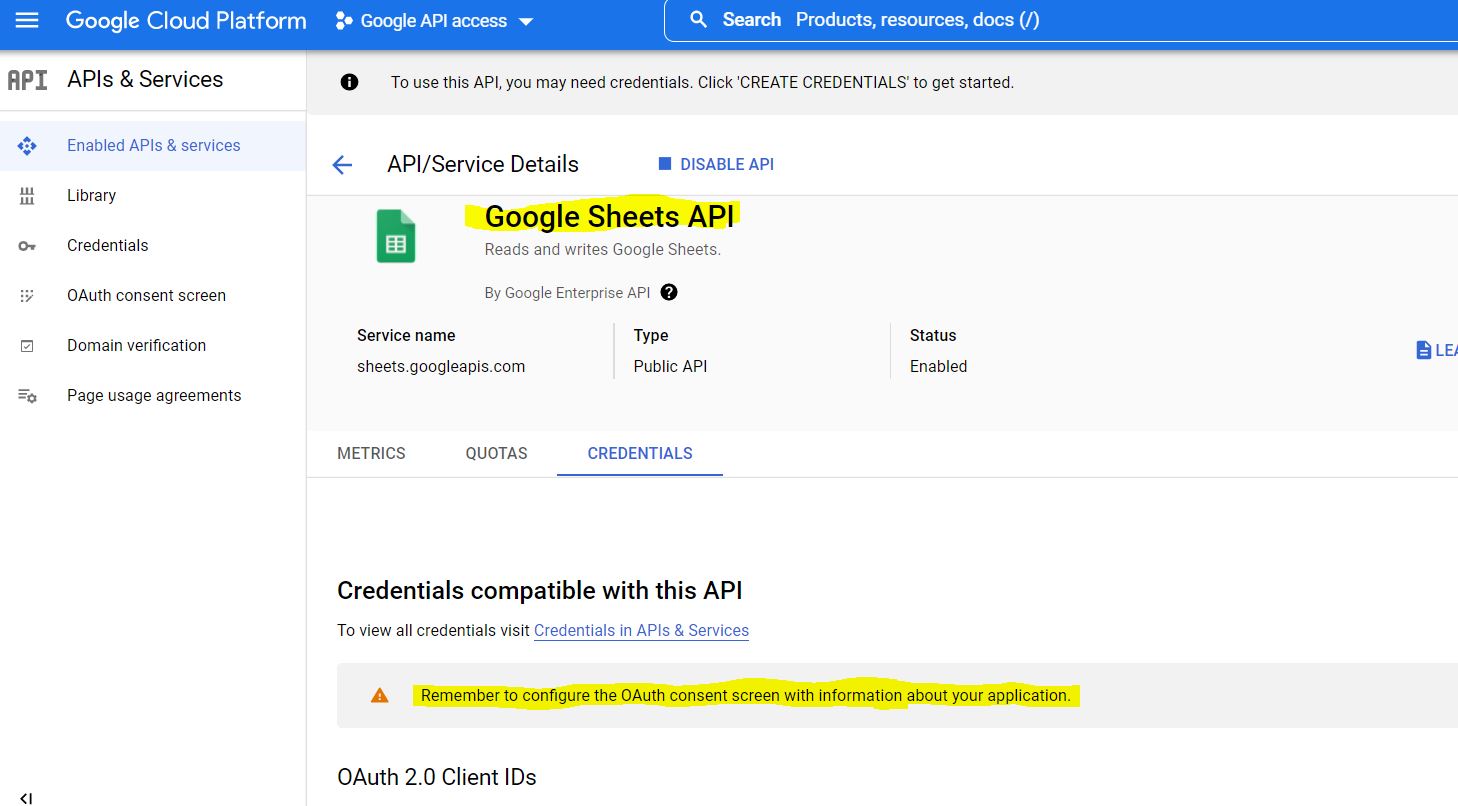 Google Cloud Platform
Google API access
Search Products, resources, docs (/)
API
APIs & Services
To use this API, you may need credentials. Click 'CREATE CREDENTIALS' to get started.
Enabled APIs & services
Library
Credentials
OAuth consent screen
Domain verification
Page usage agreements
API/Service Details
DISABLE API
Google Sheets API
Reads and writes Google Sheets.
By Google Enterprise API
Service name
sheets.googleapis.com
Type
Public API
Status
Enabled
METRICS
QUOTAS
CREDENTIALS
Credentials compatible with this API
To view all credentials visit Credentials in APIs & Services
Remember to configure the OAuth consent screen with information about your application.
OAuth 2.0 Client IDs